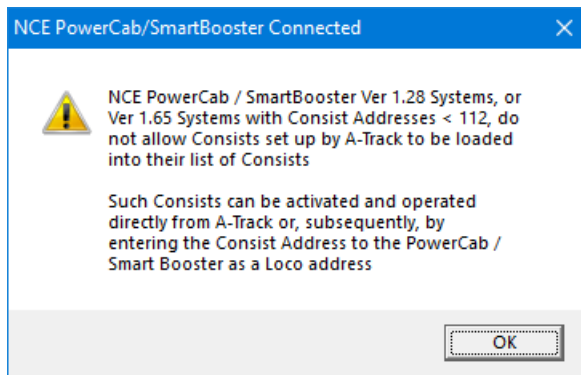 NCE PowerCab/SmartBooster Connected
NCE PowerCab / SmartBooster Ver 1.28 Systems, or
Ver 1.65 Systems with Consist Addresses < 112, do
not allow Consists set up by A-Track to be loaded
into their list of Consists
Such Consists can be activated and operated
directly from A-Track or, subsequently, by
entering the Consist Address to the PowerCab /
Smart Booster as a Loco address
OK